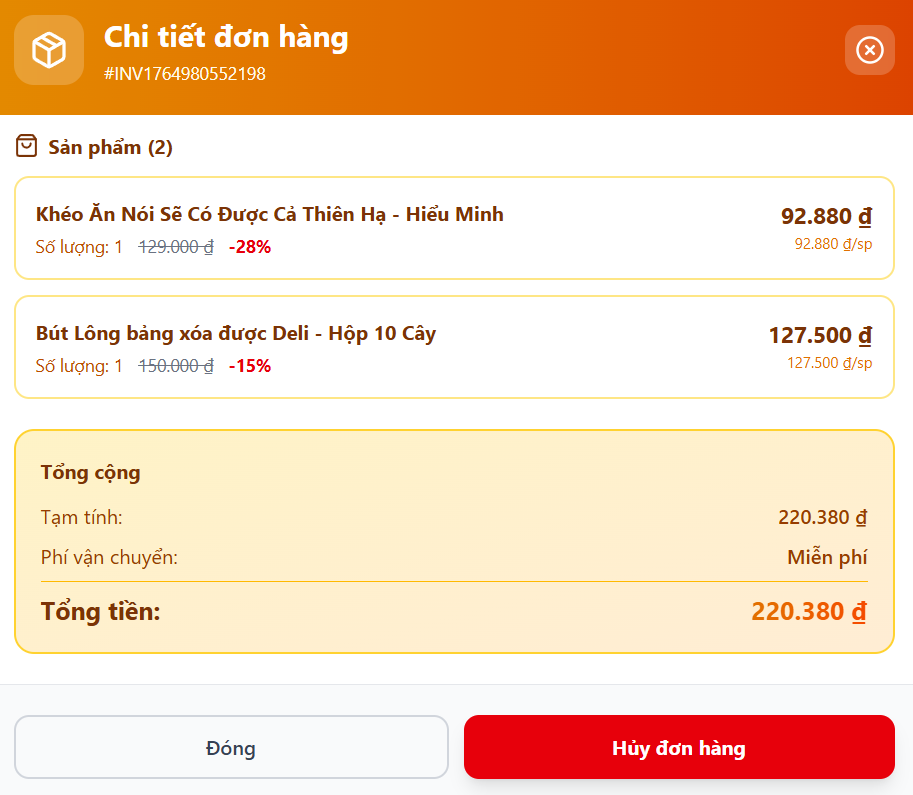 Chi tiết đơn hàng
#INV1764980552198
Sản phẩm (2)
Khéo Ăn Nói Sẽ Có Được Cả Thiên Hạ - Hiểu Minh
92.880 ₫
Số lượng: 1 129.000 ₫ -28%
92.880 ₫/sp
Bút Lông bảng xóa được Deli - Hộp 10 Cây
127.500 ₫
Số lượng: 1 150.000 ₫ -15%
127.500 ₫/sp
Tổng cộng
Tạm tính: 220.380 ₫
Phí vận chuyển: Miễn phí
Tổng tiền: 220.380 ₫
Đóng
Hủy đơn hàng